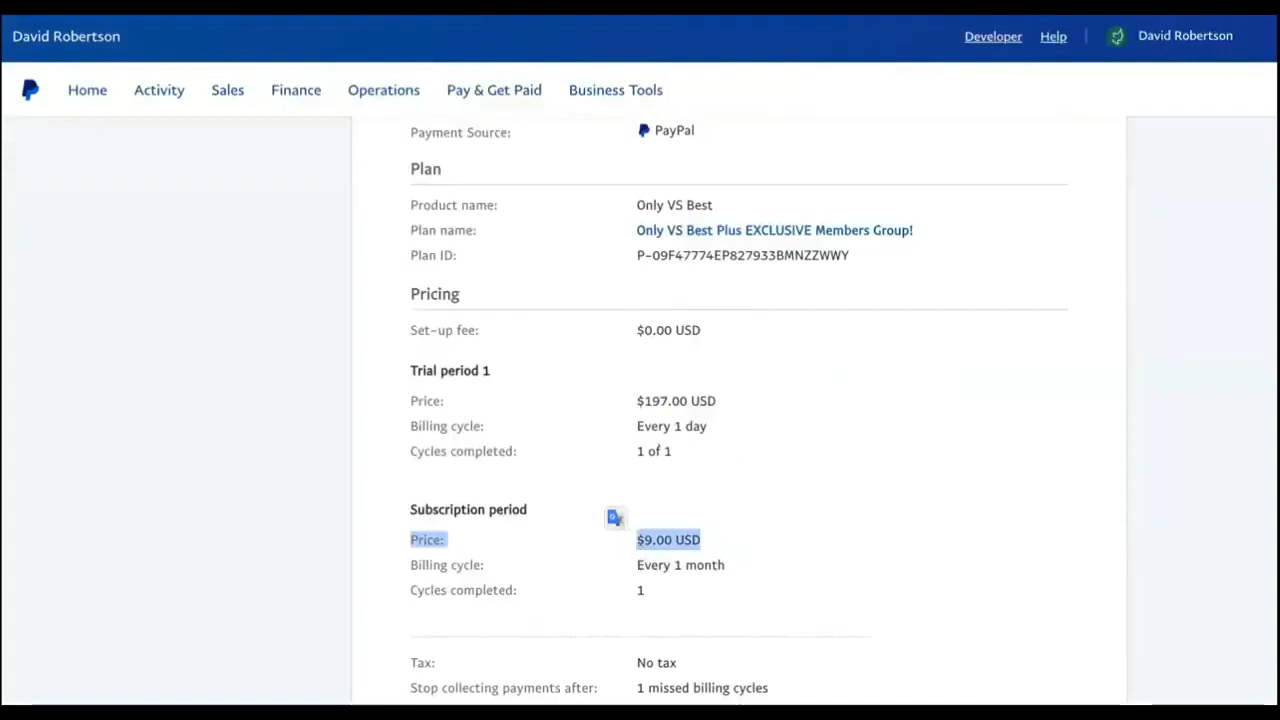 David Robertson Developer Help David Robertson
Home Activity Sales Finance Operations Pay & Get Paid Business Tools
Payment Source: PayPal
Plan
Product name: Only VS Best
Plan name: Only VS Best Plus EXCLUSIVE Members Group!
Plan ID: P-09F47774EP827933BMNZZWWY
Pricing
Set-up fee: $0.00 USD
Trial period 1
Price: $197.00 USD
Billing cycle: Every 1 day
Cycles completed: 1 of 1
Subscription period
Price: $9.00 USD
Billing cycle: Every 1 month
Cycles completed: 1
Tax: No tax
Stop collecting payments after: 1 missed billing cycles